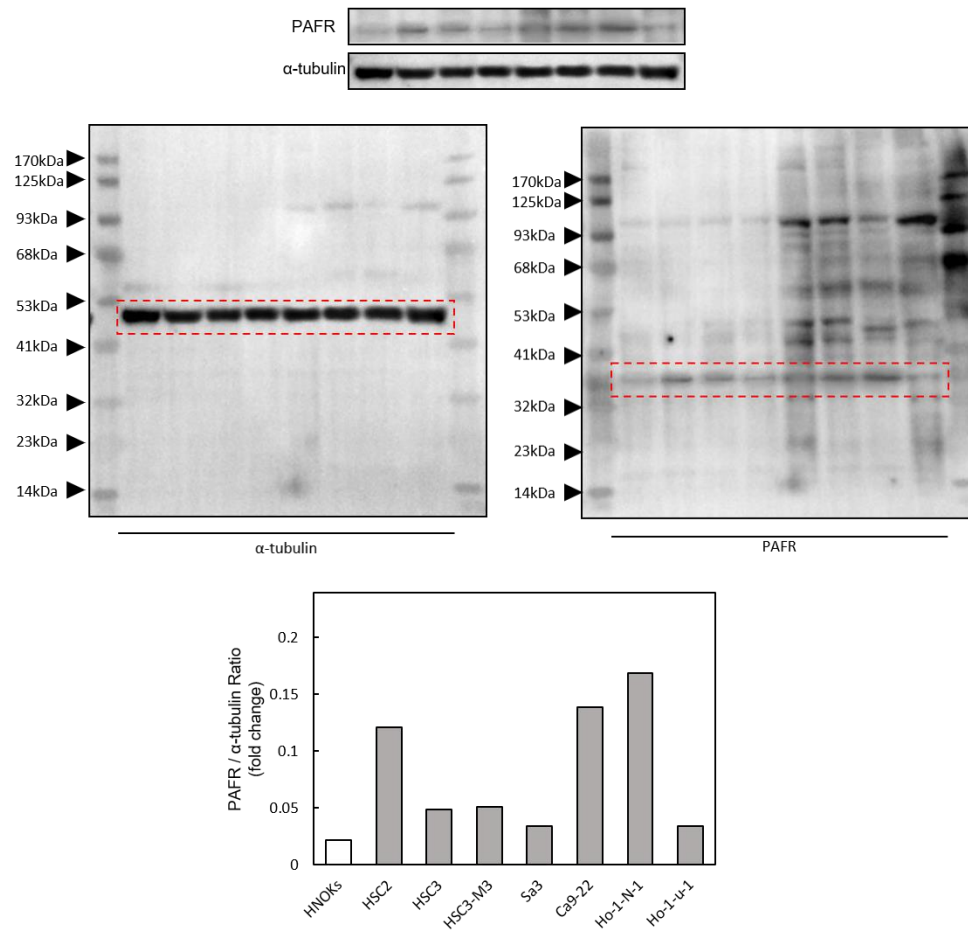 PAFR
α-tubulin
170kDa
125kDa
93kDa
68kDa
53kDa
41kDa
32kDa
23kDa
14kDa
α-tubulin
170kDa
125kDa
93kDa
68kDa
53kDa
41kDa
32kDa
23kDa
14kDa
PAFR
PAFR / α-tubulin Ratio
(fold change)
0.2
0.15
0.1
0.05
0
HNOKs
HSC2
HSC3
HSC3-M3
Sa3
Ca9-22
Ho-1-N-1
Ho-1-u-1